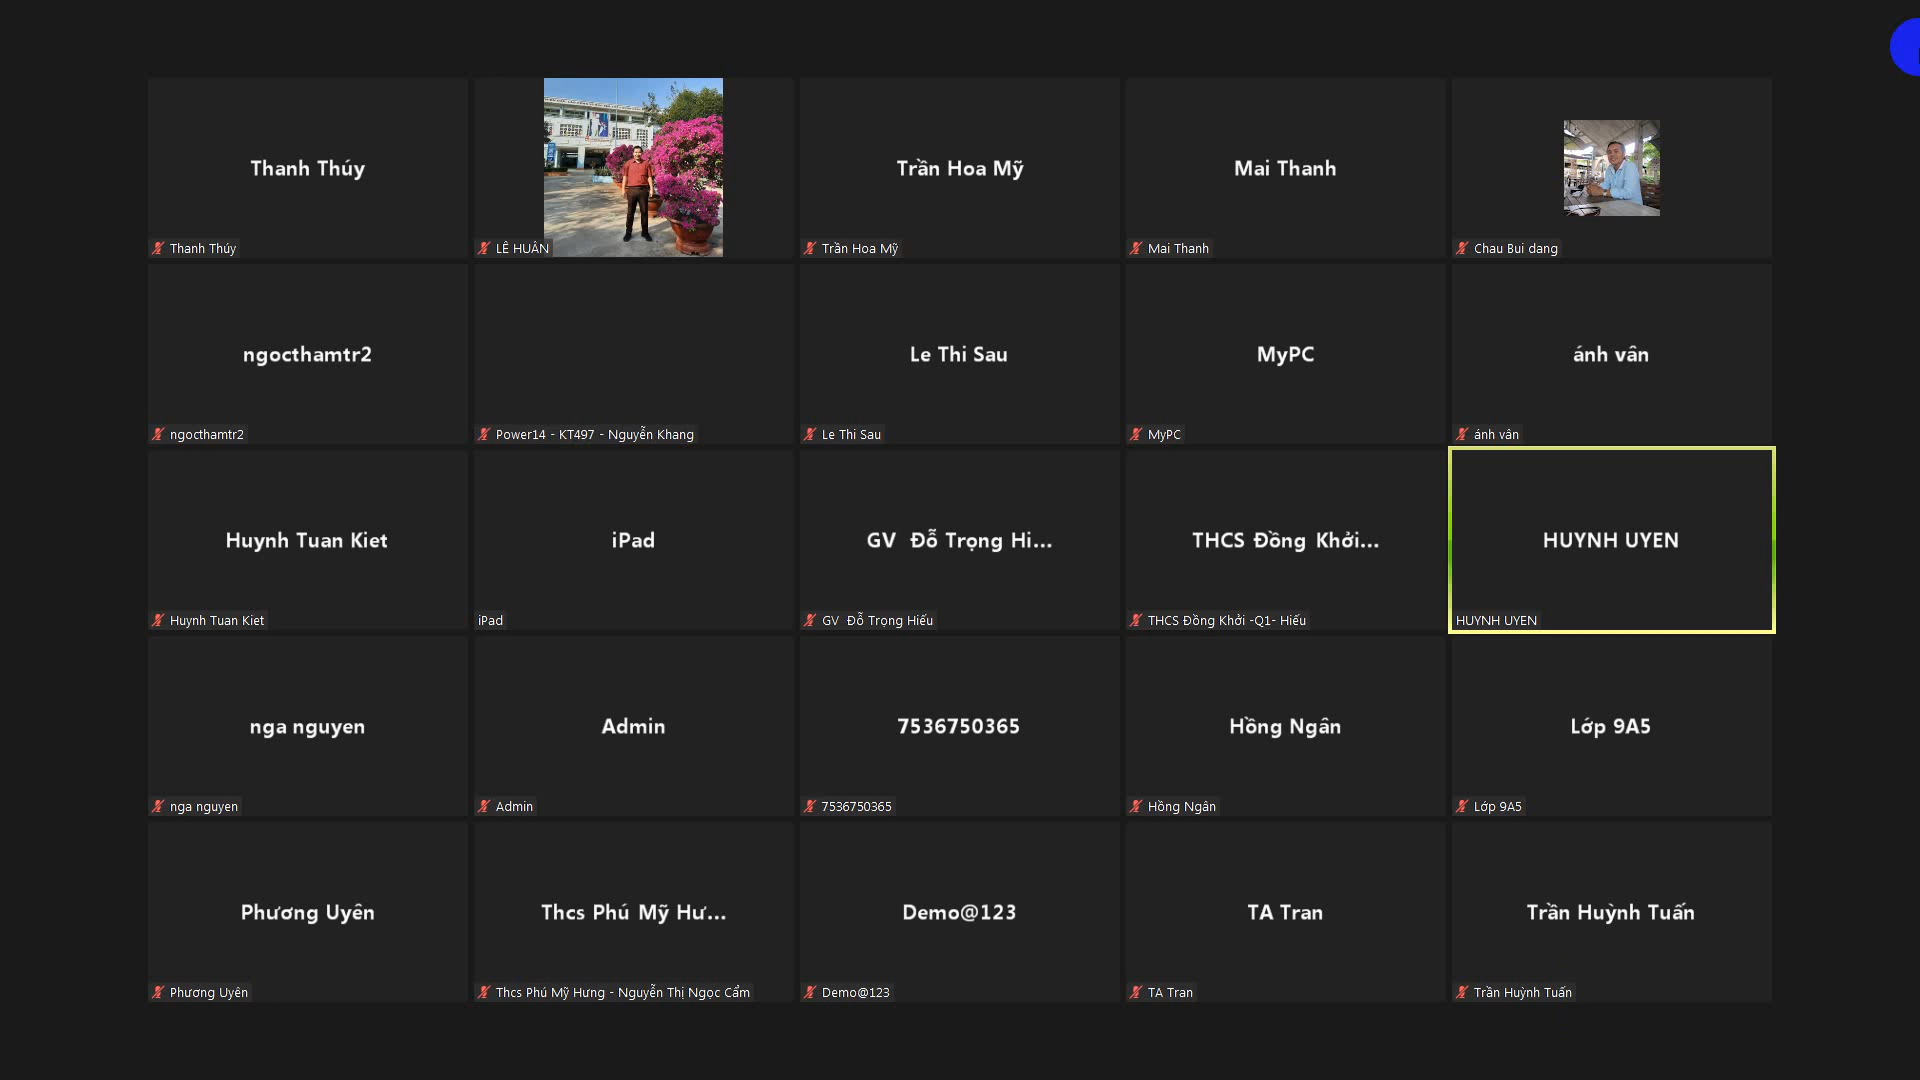 Thanh Thúy
Thanh Thúy
LÊ HUÂN
Trần Hoa Mỹ
Trần Hoa Mỹ
Mai Thanh
Mai Thanh
Chau Bui dang
ngocthamtr2
ngocthamtr2
Power14 - KT497 - Nguyễn Khang
Le Thi Sau
Le Thi Sau
MyPC
MyPC
ánh vân
ánh vân
Huynh Tuan Kiet
Huynh Tuan Kiet
iPad
iPad
GV  Đỗ Trọng Hi...
GV  Đỗ Trọng Hiếu
THCS Đồng Khởi...
THCS Đồng Khởi -Q1- Hiếu
HUYNH UYEN
HUYNH UYEN
nga nguyen
nga nguyen
Admin
Admin
7536750365
7536750365
Hồng Ngân
Hồng Ngân
Lớp 9A5
Lớp 9A5
Phương Uyên
Phương Uyên
Thcs Phú Mỹ Hư...
Thcs Phú Mỹ Hưng - Nguyễn Thị Ngọc Cẩm
Demo@123
Demo@123
TA Tran
TA Tran
Trần Huỳnh Tuấn
Trần Huỳnh Tuấn